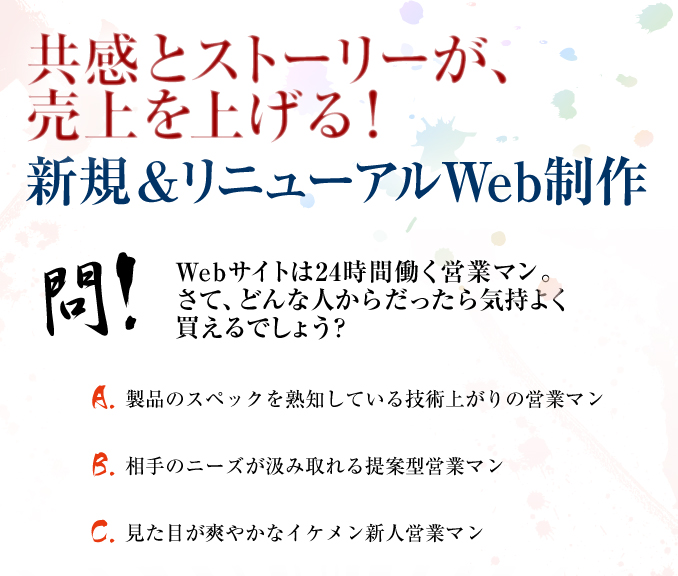 共感とストーリーが、
売上を上げる！
新規＆リニューアルWeb制作
問！
Webサイトは24時間働く営業マン。
さて、どんな人からだったら気持よく
買えるでしょう？
A. 製品のスペックを熟知している技術上がりの営業マン
B. 相手のニーズが汲み取れる提案型営業マン
C. 見た目が爽やかなイケメン新人営業マン